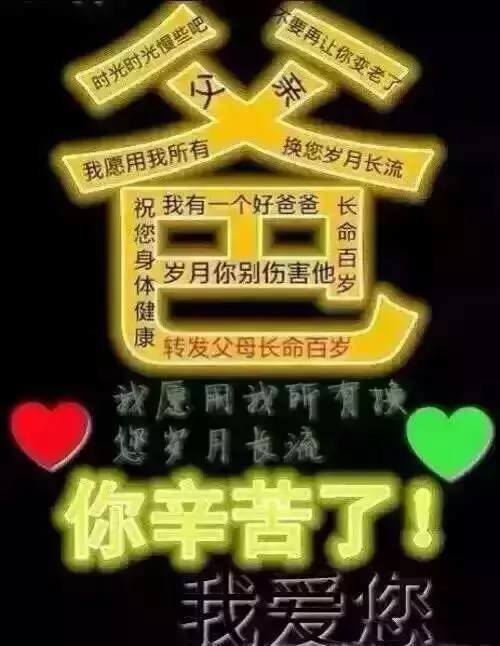 爸
时光时光慢些吧
不要再让你变老了
父亲
我愿用我所有
换您岁月长流
祝您身体健康
我有一个好爸爸
长命百岁
岁月你别伤害他
转发父母长命百岁
我愿用我所有换
您岁月长流
你辛苦了！
我爱您